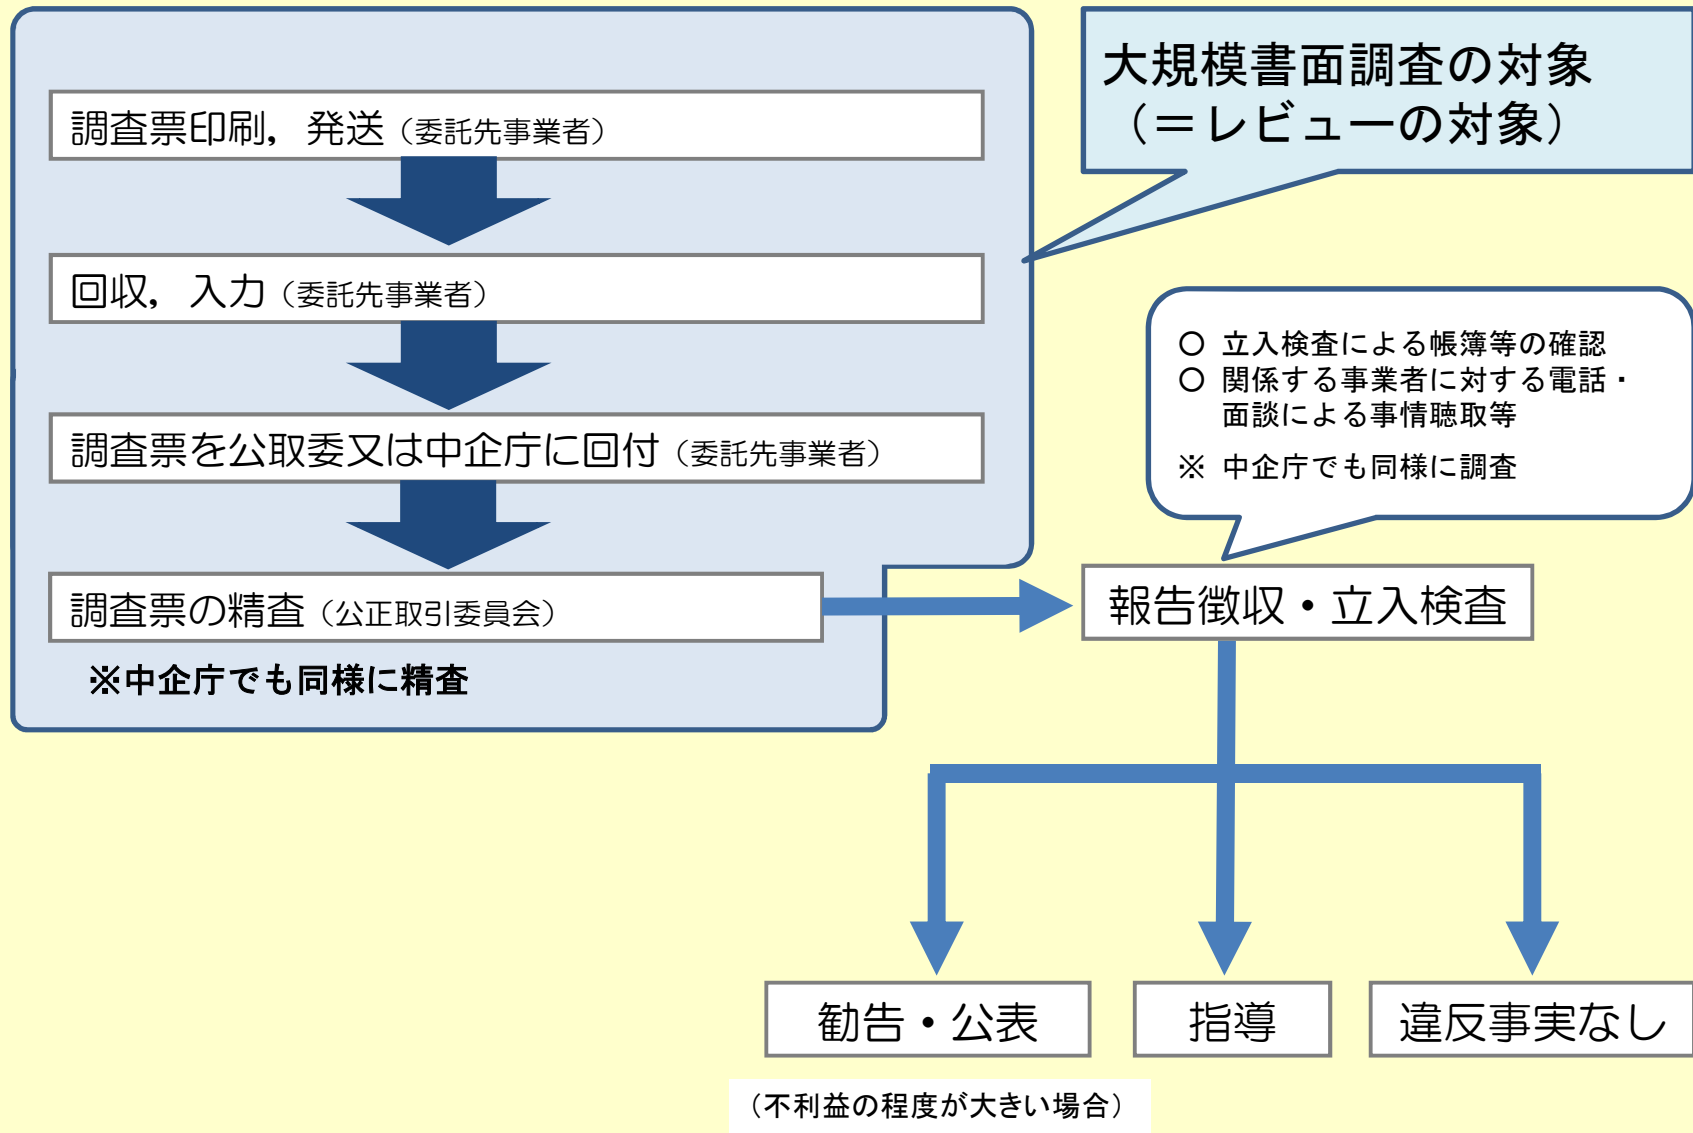 大規模書面調査の対象
（＝レビューの対象）
調査票印刷，発送（委託先事業者）
回収，入力（委託先事業者）
調査票を公取委又は中企庁に回付（委託先事業者）
調査票の精査（公正取引委員会）
※中企庁でも同様に精査
○ 立入検査による帳簿等の確認
○ 関係する事業者に対する電話・
面談による事情聴取等
※ 中企庁でも同様に調査
報告徴収・立入検査
勧告・公表
指導
違反事実なし
（不利益の程度が大きい場合）